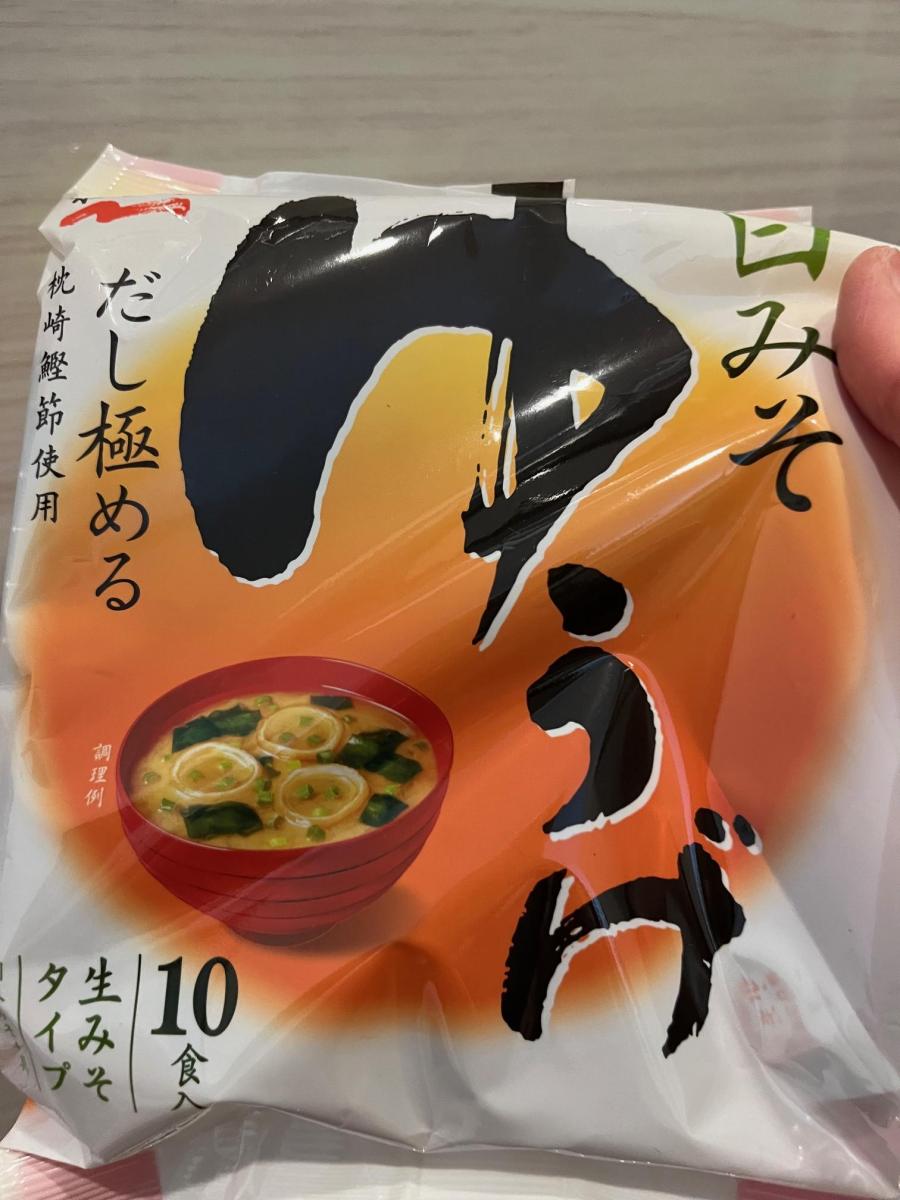 白みそ
ゆうげ
だし極める
枕崎鰹節使用
調理例
10食入
生みそ
タイプ